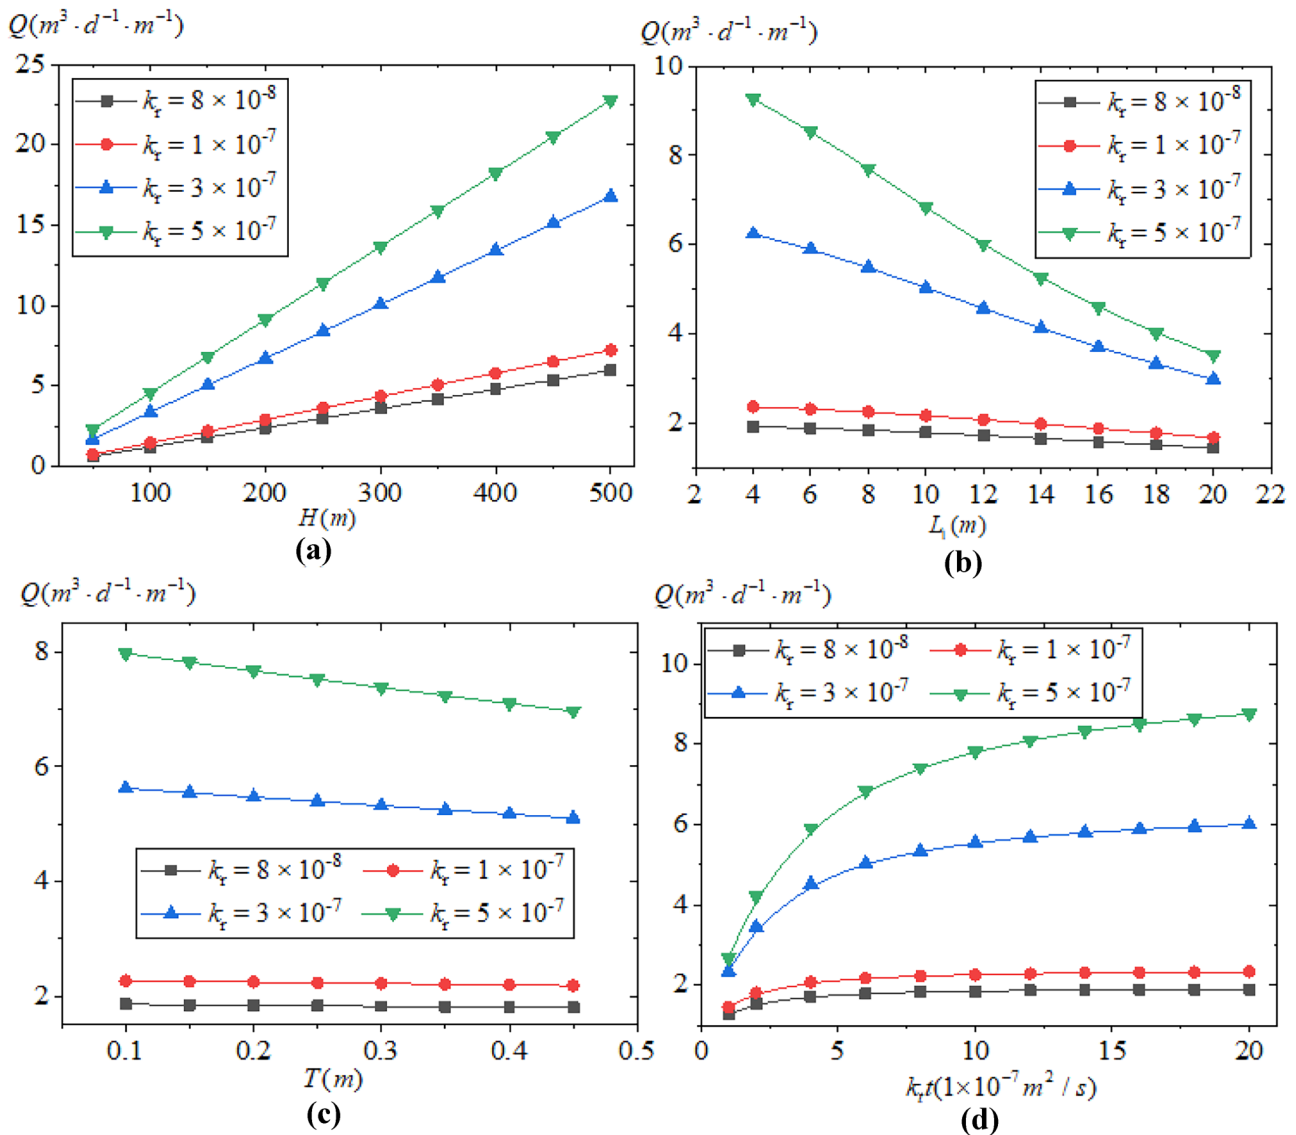 Q(m³·d⁻¹·m⁻¹)
25
20
15
10
5
0
kᵣ = 8 × 10⁻⁸
kᵣ = 1 × 10⁻⁷
kᵣ = 3 × 10⁻⁷
kᵣ = 5 × 10⁻⁷
100 200 300 400 500
H(m)
(a)
Q(m³·d⁻¹·m⁻¹)
10
8
6
4
2
kᵣ = 8 × 10⁻⁸
kᵣ = 1 × 10⁻⁷
kᵣ = 3 × 10⁻⁷
kᵣ = 5 × 10⁻⁷
2 4 6 8 10 12 14 16 18 20 22
L₁(m)
(b)
Q(m³·d⁻¹·m⁻¹)
8
6
4
2
kᵣ = 8 × 10⁻⁸ kᵣ = 1 × 10⁻⁷
kᵣ = 3 × 10⁻⁷ kᵣ = 5 × 10⁻⁷
0.1 0.2 0.3 0.4 0.5
T(m)
(c)
Q(m³·d⁻¹·m⁻¹)
kᵣ = 8 × 10⁻⁸ kᵣ = 1 × 10⁻⁷
kᵣ = 3 × 10⁻⁷ kᵣ = 5 × 10⁻⁷
10
8
6
4
2
0 5 10 15 20
kₜt(1×10⁻⁷m²/s)
(d)